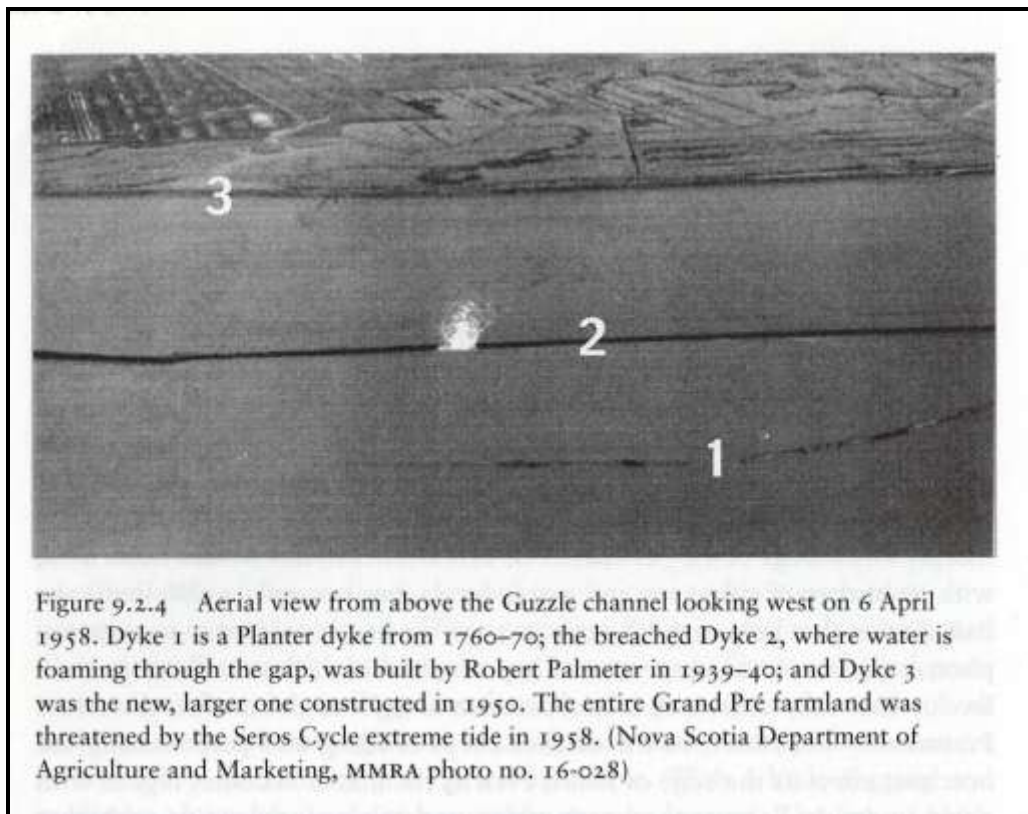 3
2
1
Figure 9.2.4 Aerial view from above the Guzzle channel looking west on 6 April
1958. Dyke 1 is a Planter dyke from 1760–70; the breached Dyke 2, where water is
foaming through the gap, was built by Robert Palmeter in 1939–40; and Dyke 3
was the new, larger one constructed in 1950. The entire Grand Pré farmland was
threatened by the Seros Cycle extreme tide in 1958. (Nova Scotia Department of
Agriculture and Marketing, MMRA photo no. 16-028)